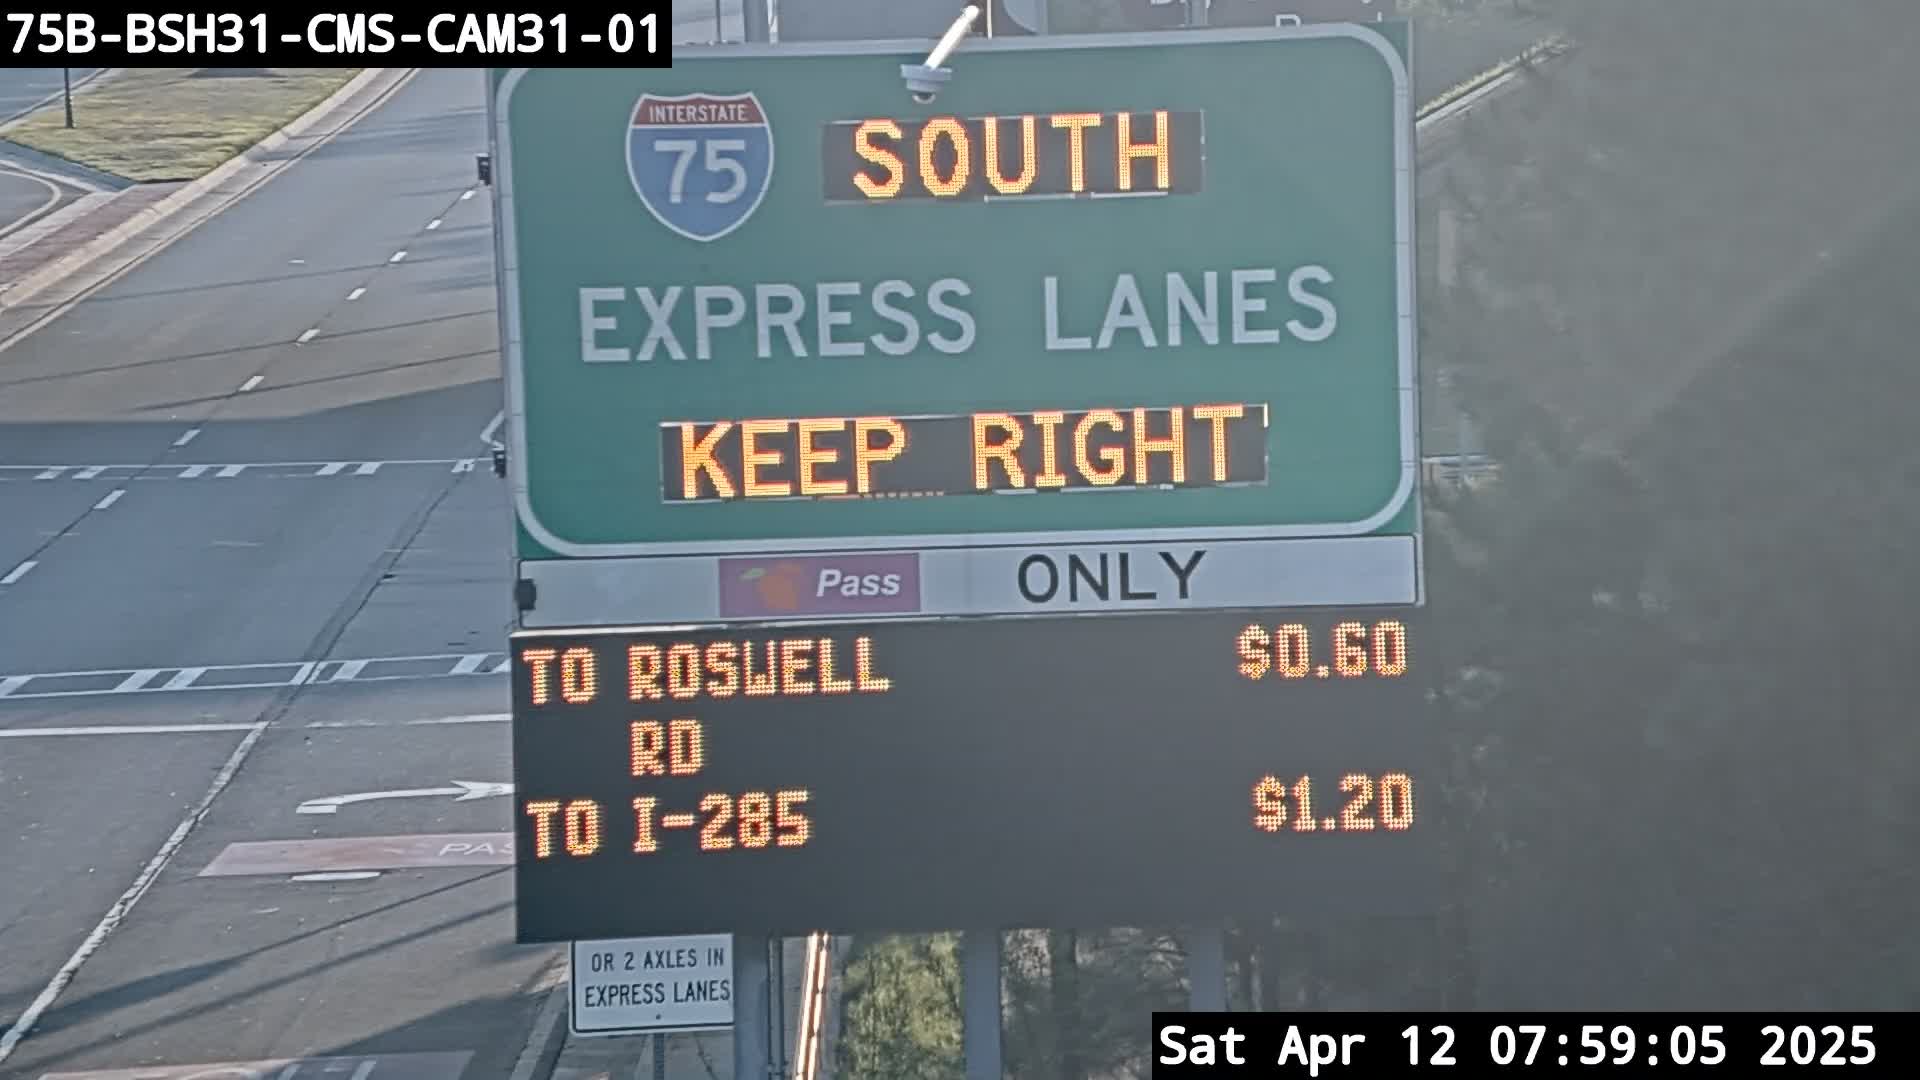 75B-BSH31-CMS-CAM31-01
INTERSTATE
75
SOUTH
EXPRESS LANES
KEEP RIGHT
Pass ONLY
TO ROSWELL $0.60
RD
TO I-285 $1.20
PAS
OR 2 AXLES IN
EXPRESS LANES
Sat Apr 12 07:59:05 2025